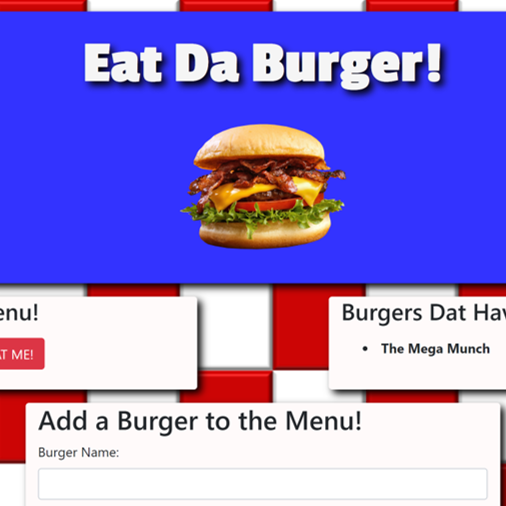 Eat Da Burger!
enu!
AT ME!
Burgers Dat Hav
The Mega Munch
Add a Burger to the Menu!
Burger Name: